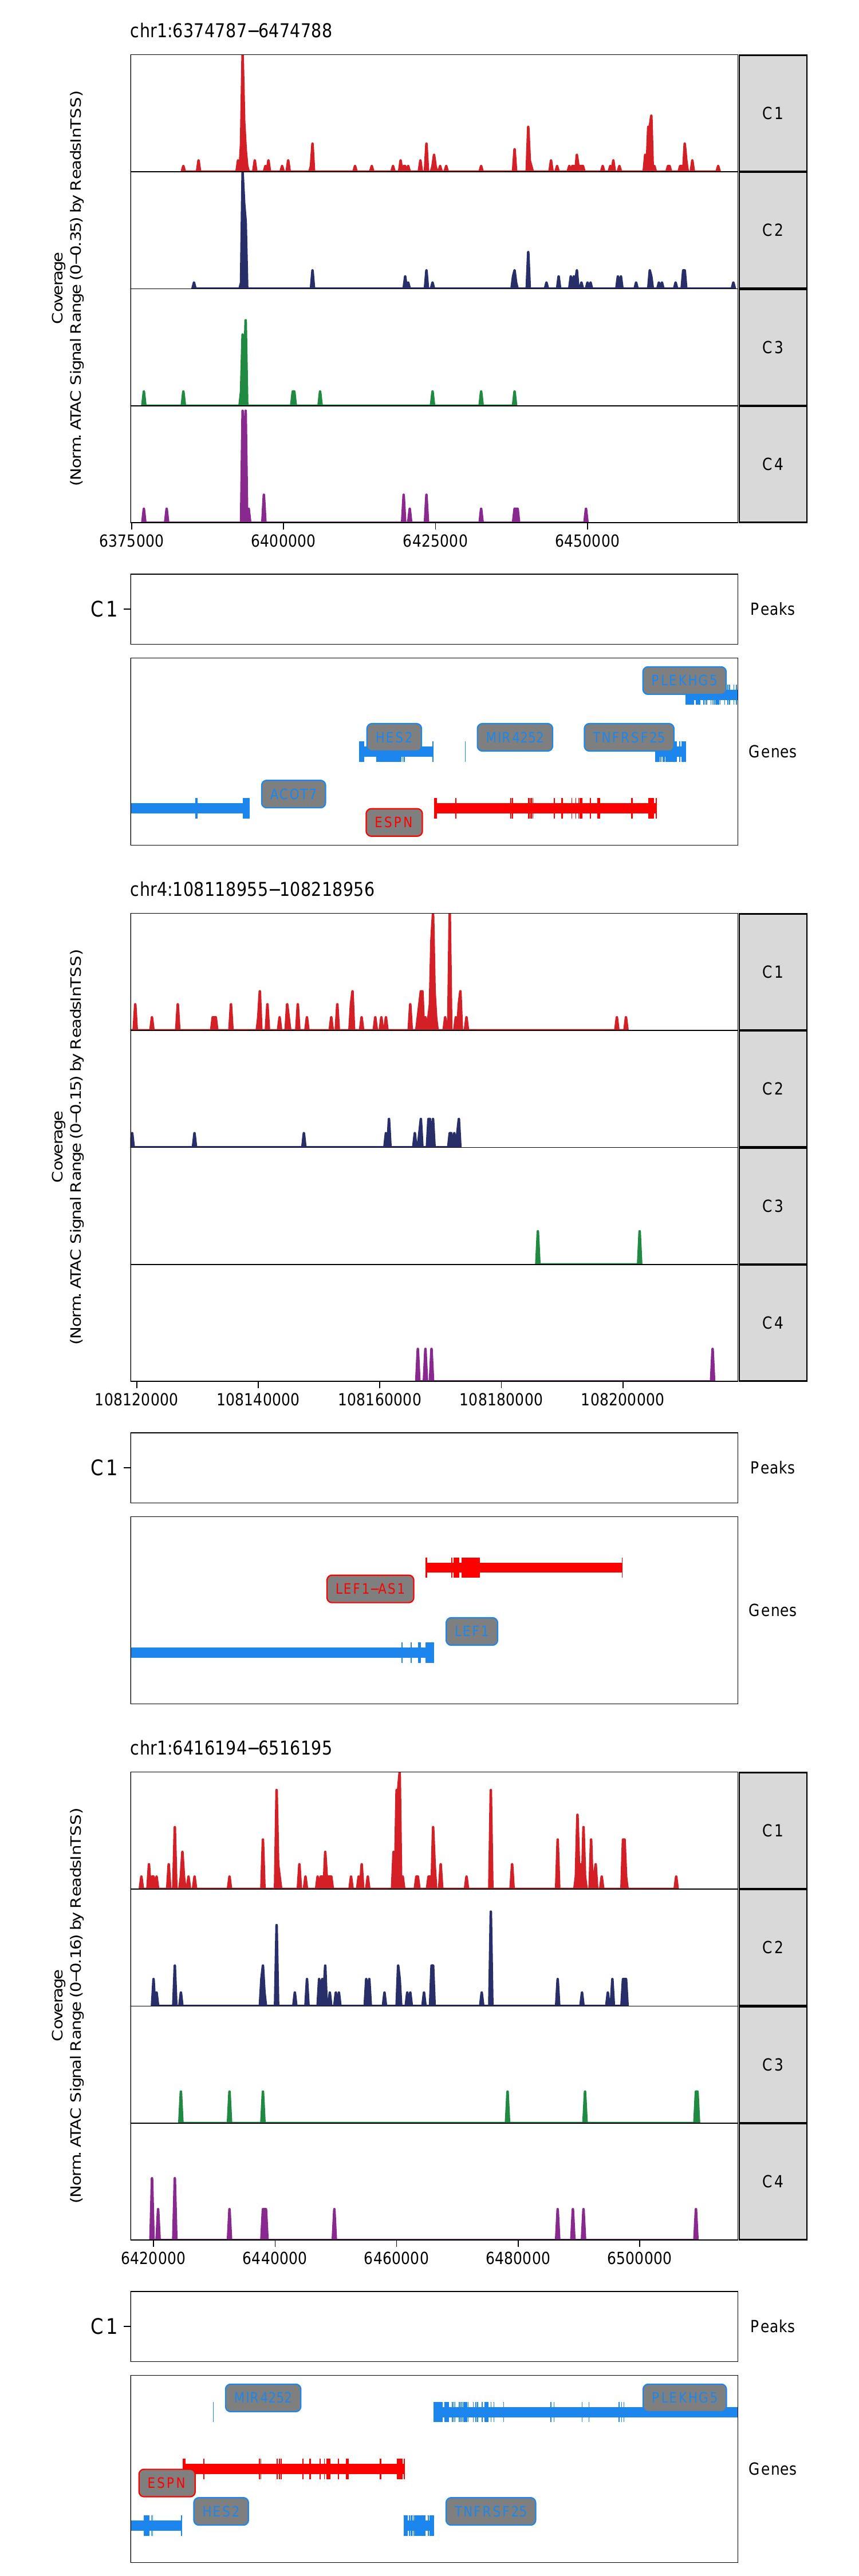 chr1:6374787−6474788
Coverage
(Norm. ATAC Signal Range (0−0.35) by ReadsInTSS)
C1
C2
C3
C4
6375000 6400000 6425000 6450000
C1
Peaks
PLEKHG5
HES2 MIR4252 TNFRSF25
Genes
ACOT7
ESPN
chr4:108118955−108218956
Coverage
(Norm. ATAC Signal Range (0−0.15) by ReadsInTSS)
C1
C2
C3
C4
108120000 108140000 108160000 108180000 108200000
C1
Peaks
LEF1−AS1
Genes
LEF1
chr1:6416194−6516195
Coverage
(Norm. ATAC Signal Range (0−0.16) by ReadsInTSS)
C1
C2
C3
C4
6420000 6440000 6460000 6480000 6500000
C1
Peaks
MIR4252 PLEKHG5
Genes
ESPN
HES2 TNFRSF25